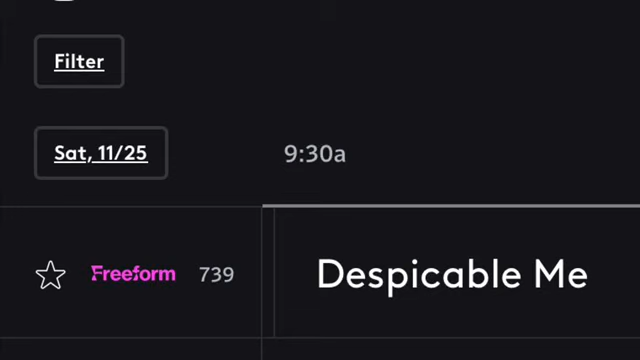 Filter
Sat, 11/25
9:30a
Freeform
739
Despicable Me